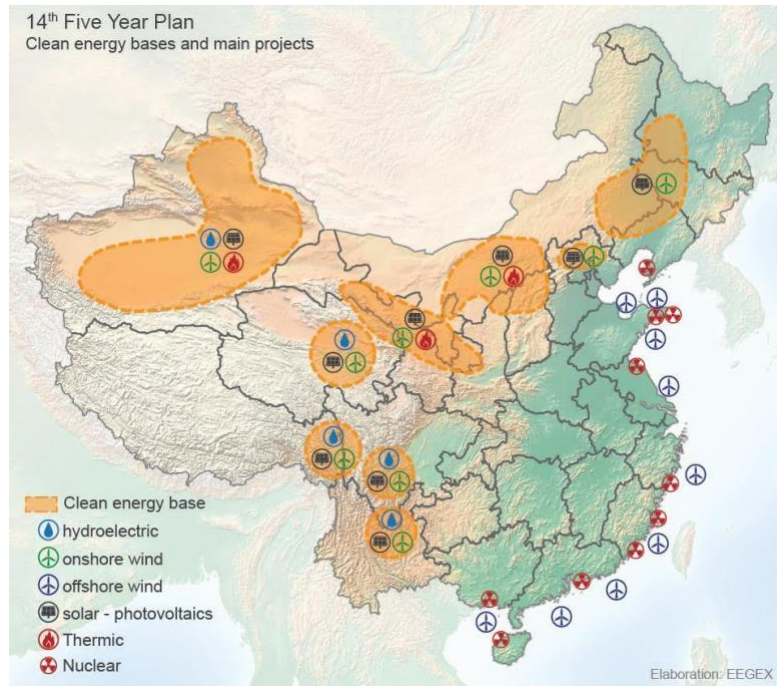 14th Five Year Plan
Clean energy bases and main projects
Clean energy base
hydroelectric
onshore wind
offshore wind
solar - photovoltaics
Thermic
Nuclear
Elaboration: EEGEX